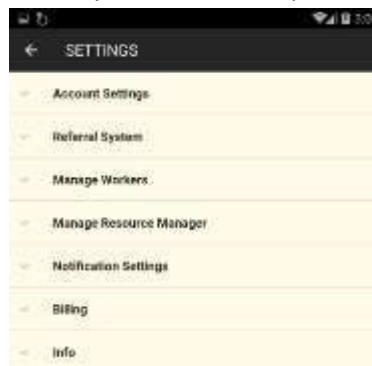 SETTINGS
Account Settings
Referral System
Manage Workers
Manage Resource Manager
Notification Settings
Billing
Info